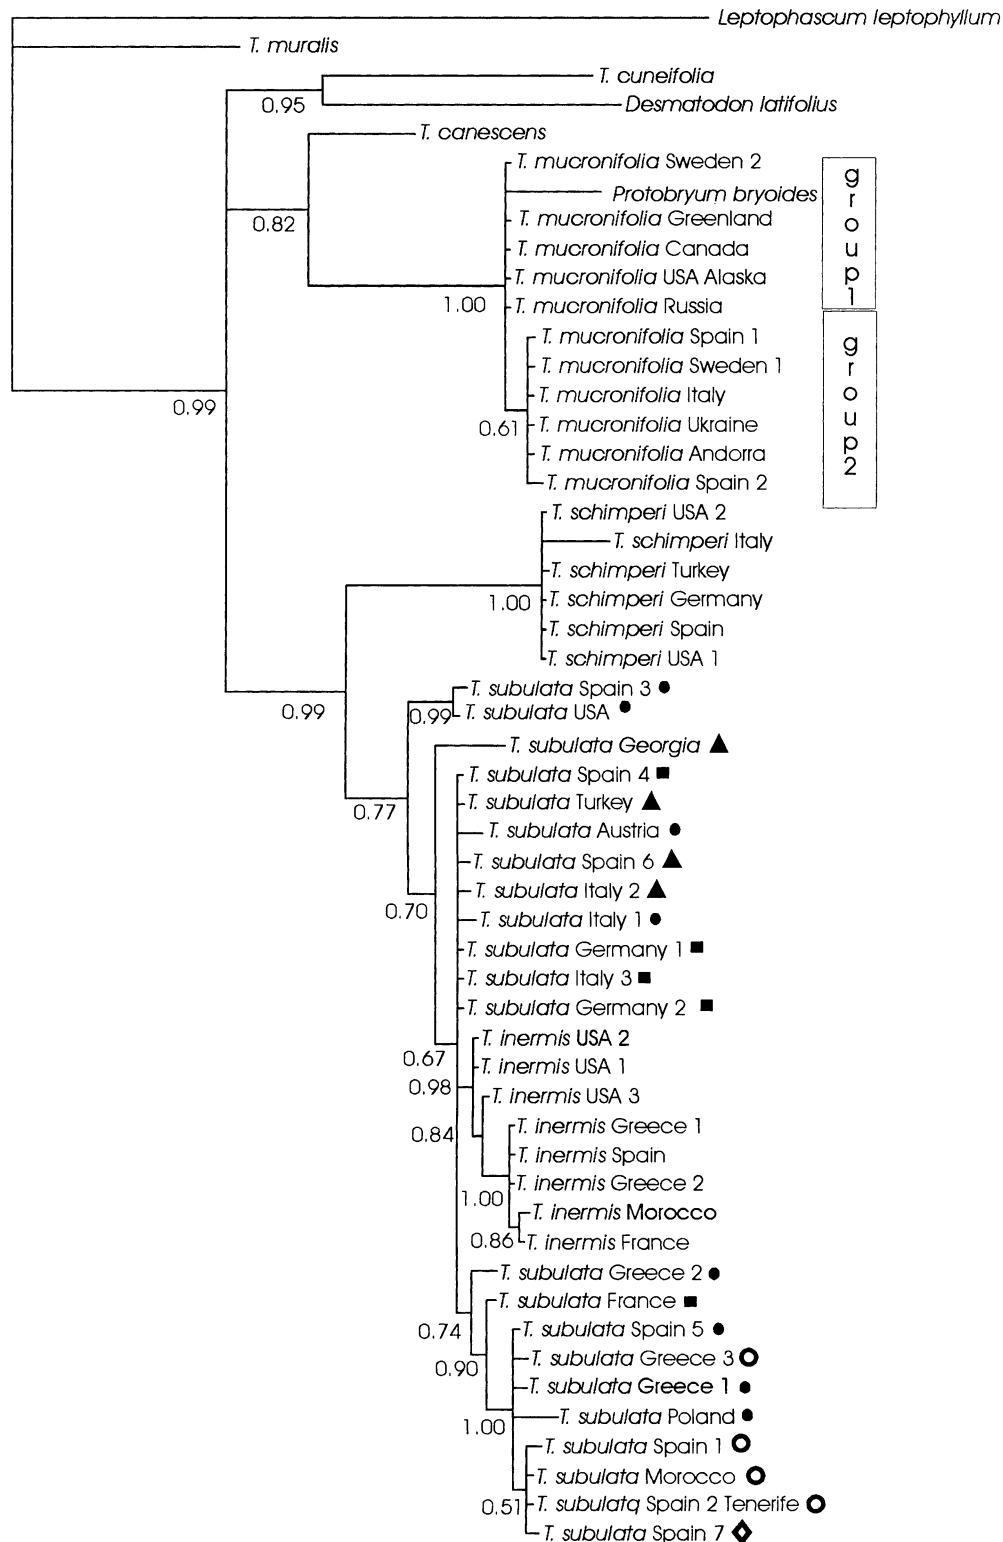 Leptophascum leptophyllum
T. muralis
T. cuneifolia
0.95
Desmatodon latifolius
T. canescens
T. mucronifolia Sweden 2
Protobryum bryoides
0.82
T. mucronifolia Greenland
T. mucronifolia Canada
T. mucronifolia USA Alaska
1.00
T. mucronifolia Russia
group1
T. mucronifolia Spain 1
T. mucronifolia Sweden 1
T. mucronifolia Italy
0.99
0.61
T. mucronifolia Ukraine
T. mucronifolia Andorra
T. mucronifolia Spain 2
group2
T. schimperi USA 2
T. schimperi Italy
T. schimperi Turkey
1.00
T. schimperi Germany
T. schimperi Spain
T. schimperi USA 1
T. subulata Spain 3
0.99
0.99
T. subulata USA
T. subulata Georgia
T. subulata Spain 4
T. subulata Turkey
0.77
T. subulata Austria
T. subulata Spain 6
T. subulata Italy 2
0.70
T. subulata Italy 1
T. subulata Germany 1
T. subulata Italy 3
T. subulata Germany 2
T. inermis USA 2
0.67
T. inermis USA 1
0.98
T. inermis USA 3
T. inermis Greece 1
0.84
T. inermis Spain
T. inermis Greece 2
1.00
T. inermis Morocco
0.86
T. inermis France
T. subulata Greece 2
T. subulata France
0.74
T. subulata Spain 5
T. subulata Greece 3
0.90
T. subulata Greece 1
T. subulata Poland
1.00
T. subulata Spain 1
T. subulata Morocco
0.51
T. subulatq Spain 2 Tenerife
T. subulata Spain 7